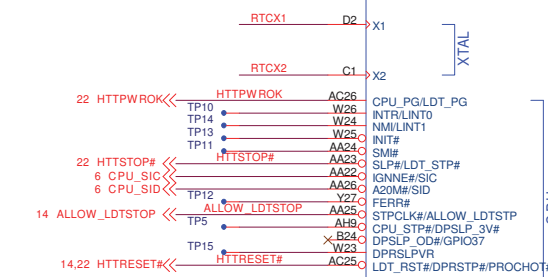 RTCX1 D2 X1
XTAL
RTCX2 C1 X2
22 HTTPWROK HTTPWROK AC26 CPU_PG/LDT_PG
TP10 W26 INTR/LINT0
TP14 W24 NMI/LINT1
TP13 W25 INIT#
TP11 AA24 SMI#
22 HTTSTOP# HTTSTOP# AA23 SLP#/LDT_STP#
6 CPU_SIC AA22 IGNNE#/SIC
6 CPU_SID AA26 A20M#/SID
TP12 Y27 FERR#
14 ALLOW_LDTSTOP ALLOW_LDTSTOP AA25 STPCLK#/ALLOW_LDTSTP
TP5 AH9 CPU_STP#/DPSLP_3V#
B24 DPSLP_OD#/GPIO37
TP15 W23 DPRSLPVR
14,22 HTTRESET# HTTRESET# AC25 LDT_RST#/DPRSTP#/PROCHOT#